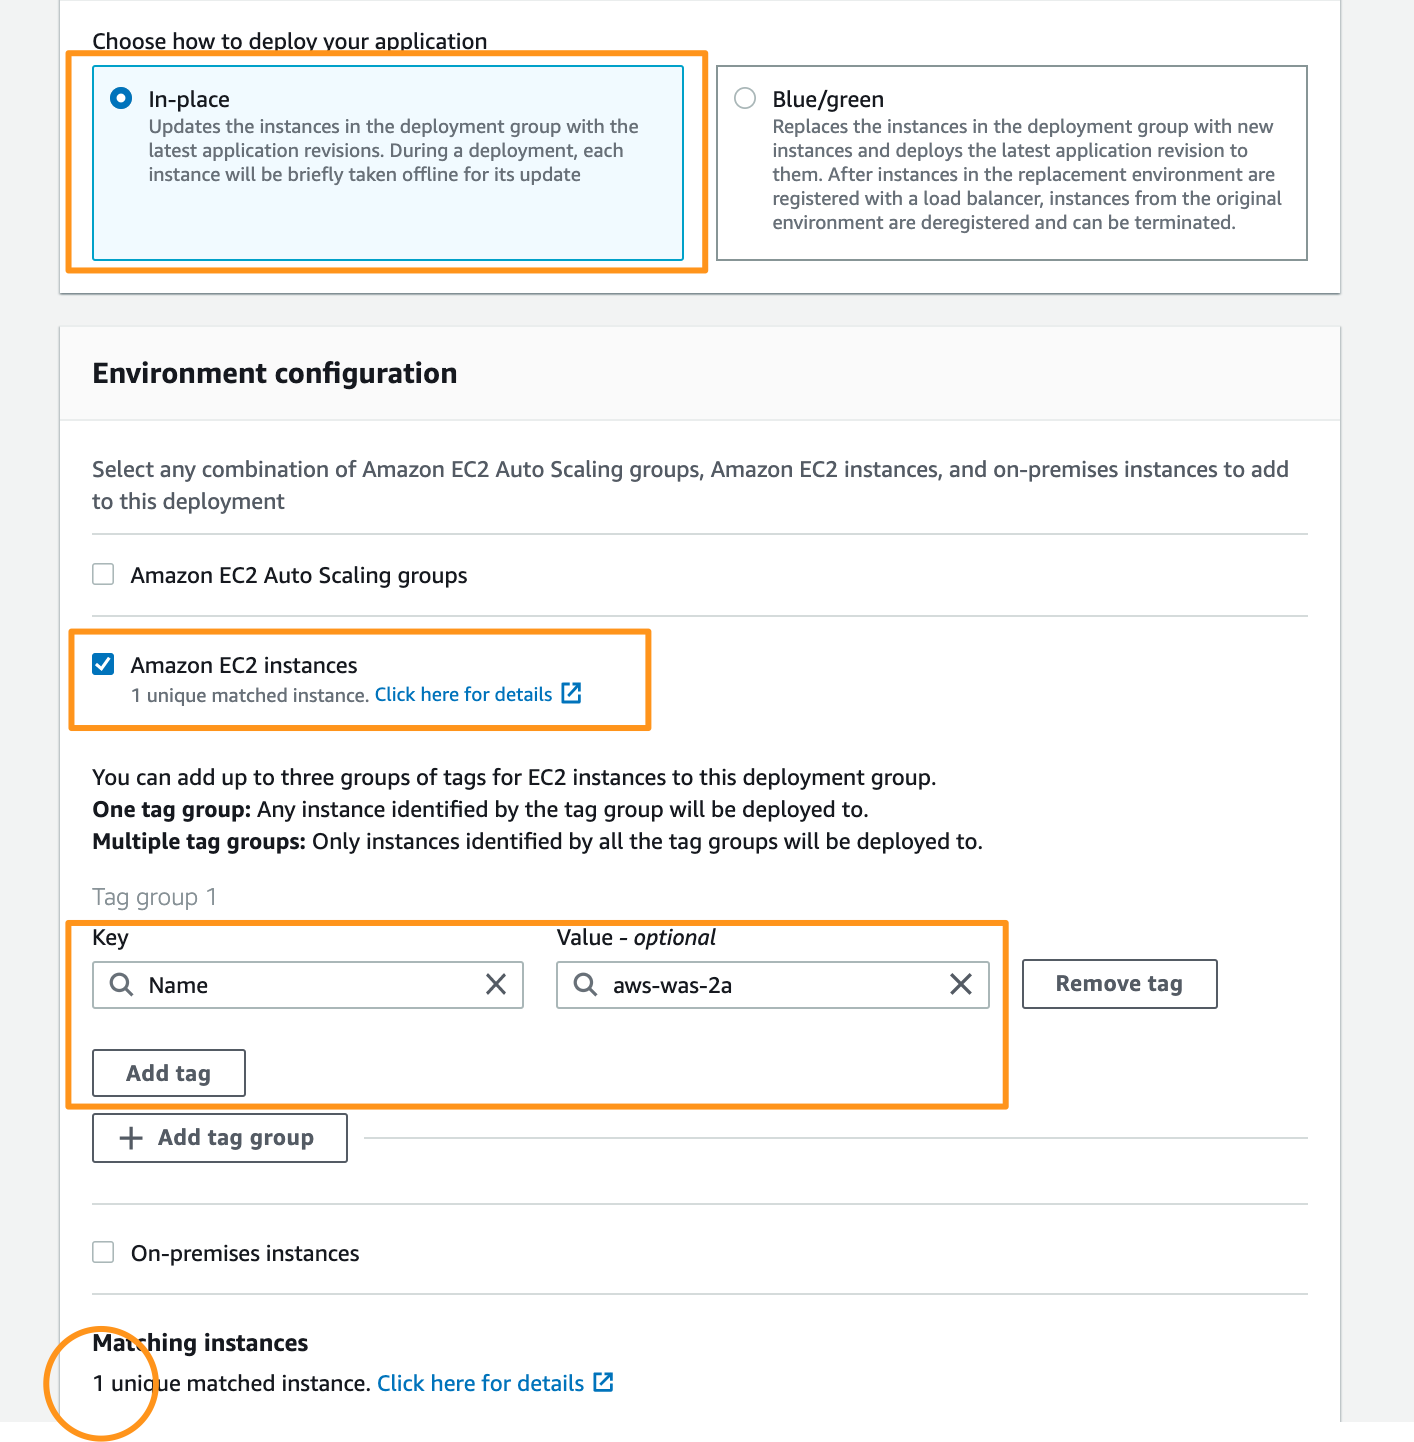 Choose how to deploy your application
In-place
Updates the instances in the deployment group with the
latest application revisions. During a deployment, each
instance will be briefly taken offline for its update
Blue/green
Replaces the instances in the deployment group with new
instances and deploys the latest application revision to
them. After instances in the replacement environment are
registered with a load balancer, instances from the original
environment are deregistered and can be terminated.
Environment configuration
Select any combination of Amazon EC2 Auto Scaling groups, Amazon EC2 instances, and on-premises instances to add
to this deployment
Amazon EC2 Auto Scaling groups
Amazon EC2 instances
1 unique matched instance. Click here for details
You can add up to three groups of tags for EC2 instances to this deployment group.
One tag group: Any instance identified by the tag group will be deployed to.
Multiple tag groups: Only instances identified by all the tag groups will be deployed to.
Tag group 1
Key
Value - optional
Name
aws-was-2a
Remove tag
Add tag
Add tag group
On-premises instances
Matching instances
1 unique matched instance. Click here for details